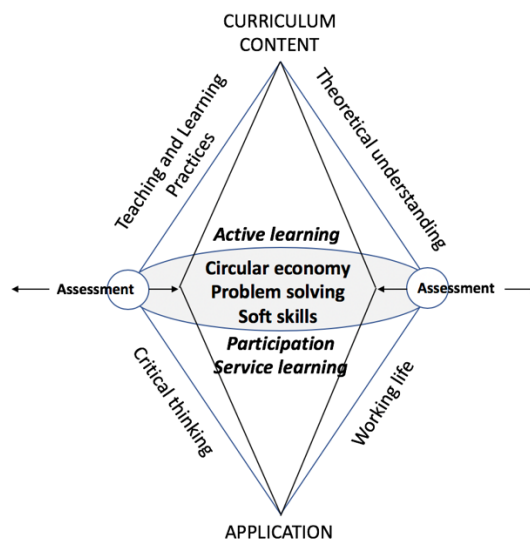 CURRICULUM
CONTENT
Teaching and Learning
Practices
Theoretical understanding
Active learning
Circular economy
Problem solving
Soft skills
Assessment
Assessment
Participation
Service learning
Critical thinking
Working life
APPLICATION